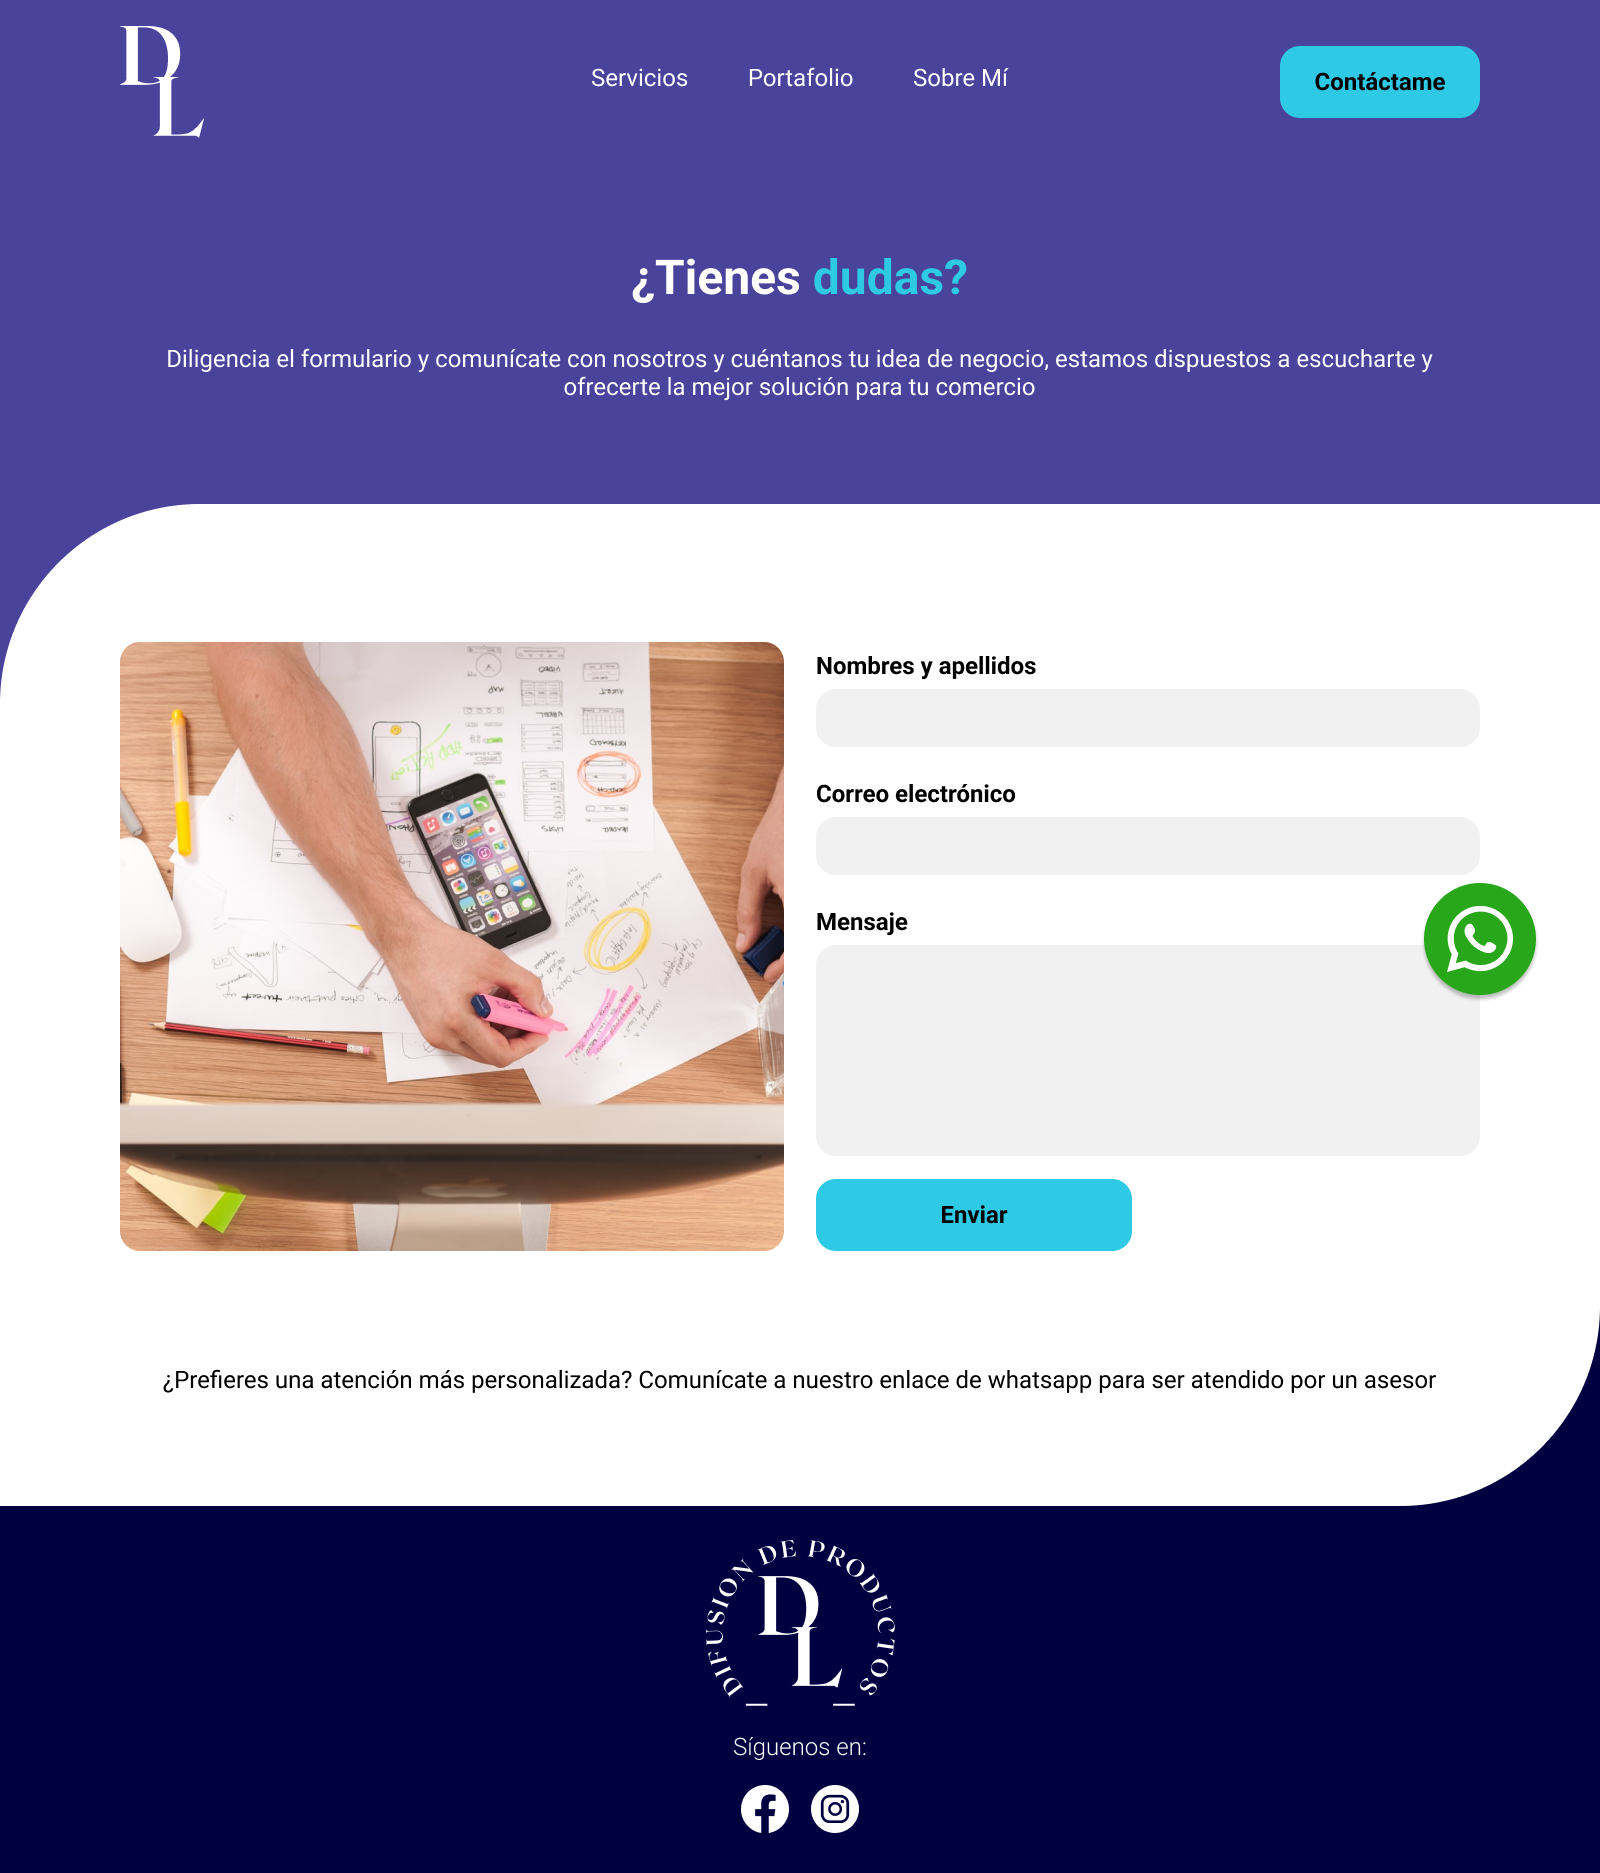 DL
Servicios
Portafolio
Sobre Mí
Contáctame
¿Tienes dudas?
Diligencia el formulario y comunícate con nosotros y cuéntanos tu idea de negocio, estamos dispuestos a escucharte y
ofrecerte la mejor solución para tu comercio
Nombres y apellidos
Correo electrónico
Mensaje
Enviar
¿Prefieres una atención más personalizada? Comunícate a nuestro enlace de whatsapp para ser atendido por un asesor
DIFUSION DE PRODUCTOS
DL
Síguenos en: